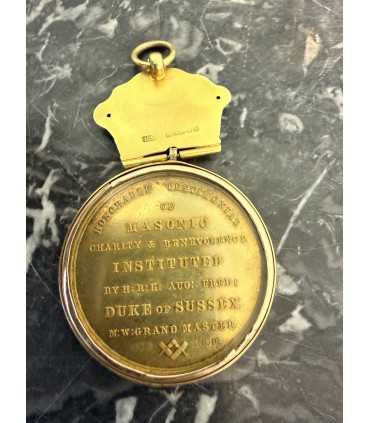 HONORABLE TESTIMONIAL
OF
MASONIC
CHARITY & BENEVOLENCE
INSTITUTED
BY H.R.H. AUG: FRED:
DUKE OF SUSSEX
M.W: GRAND MASTER